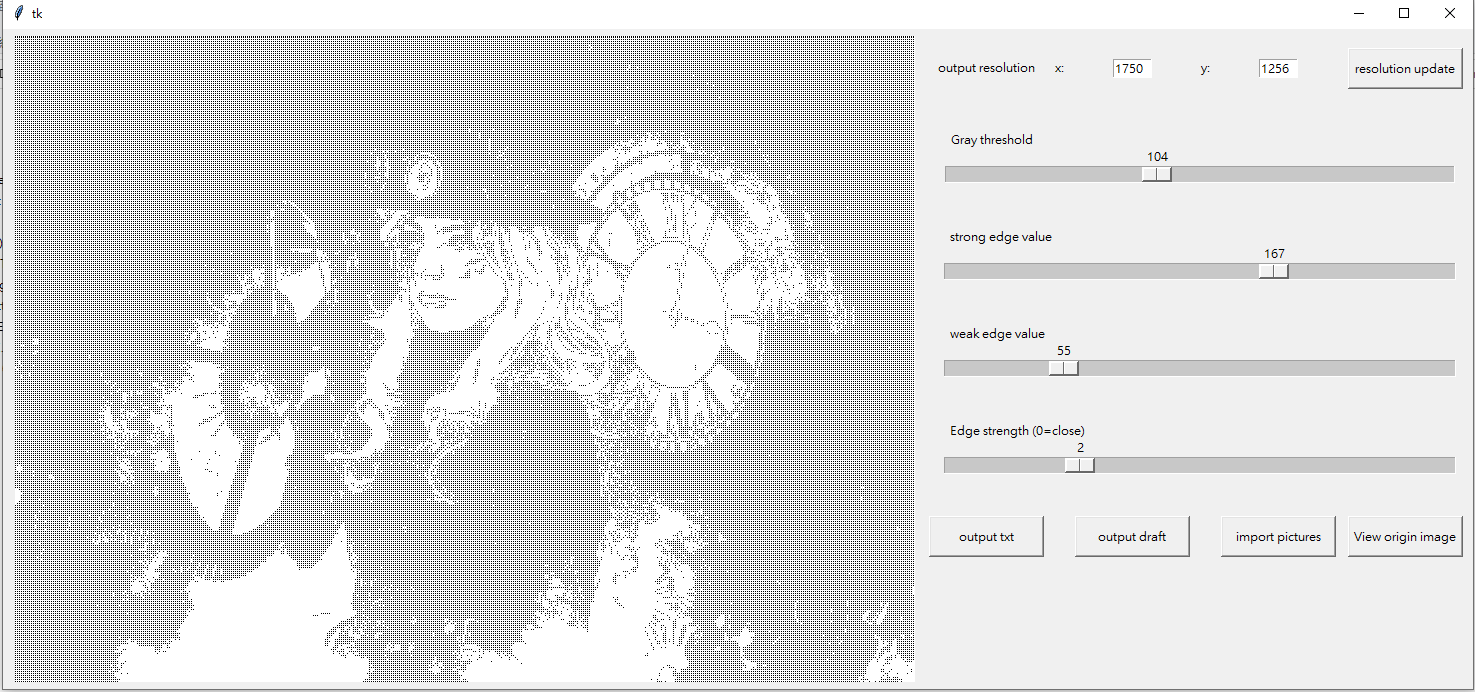 tk
output resolution x: 1750 y: 1256 resolution update
Gray threshold
104
strong edge value
167
weak edge value
55
Edge strength (0=close)
2
output txt output draft import pictures View origin image